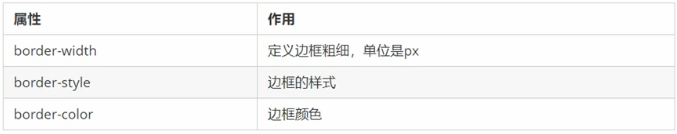 属性 作用
border-width 定义边框粗细，单位是px
border-style 边框的样式
border-color 边框颜色